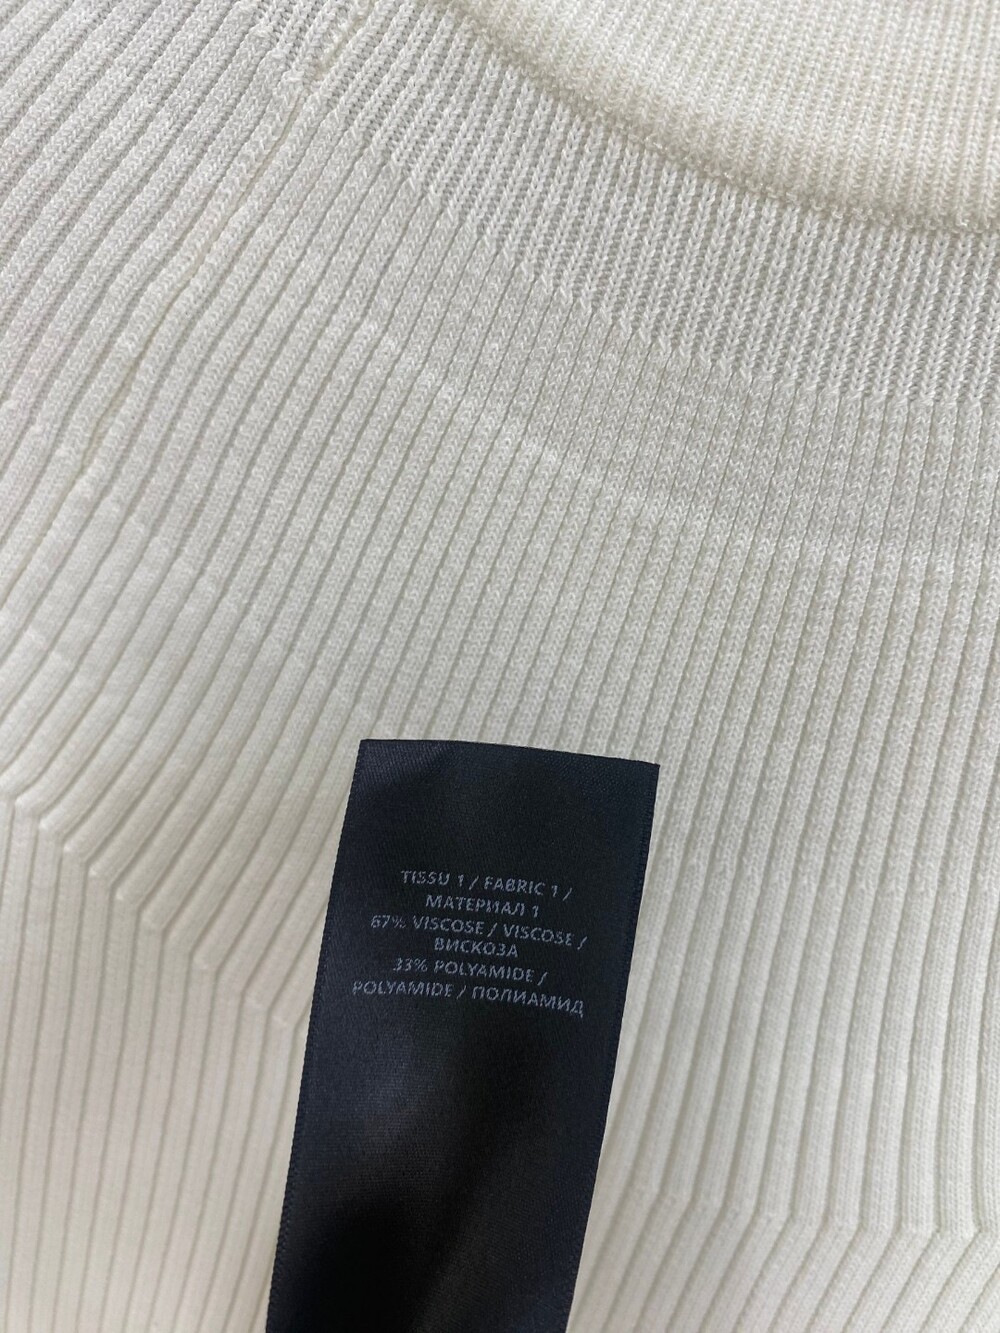 TISSU 1 / FABRIC 1 /
МАТЕРИАЛ 1
67% VISCOSE / VISCOSE /
ВИСКОЗА
33% POLYAMIDE /
POLYAMIDE / ПОЛИАМИД